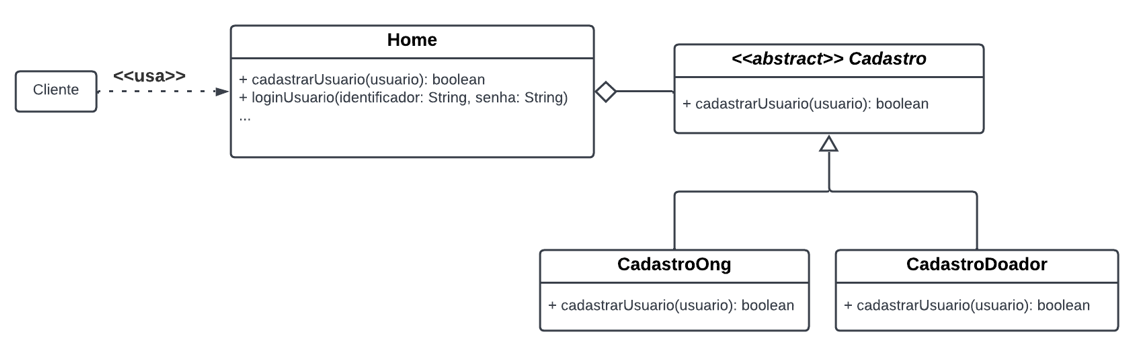 Cliente
<<usa>>
Home
+ cadastrarUsuario(usuario): boolean
+ loginUsuario(identificador: String, senha: String)
...
<<abstract>> Cadastro
+ cadastrarUsuario(usuario): boolean
CadastroOng
+ cadastrarUsuario(usuario): boolean
CadastroDoador
+ cadastrarUsuario(usuario): boolean